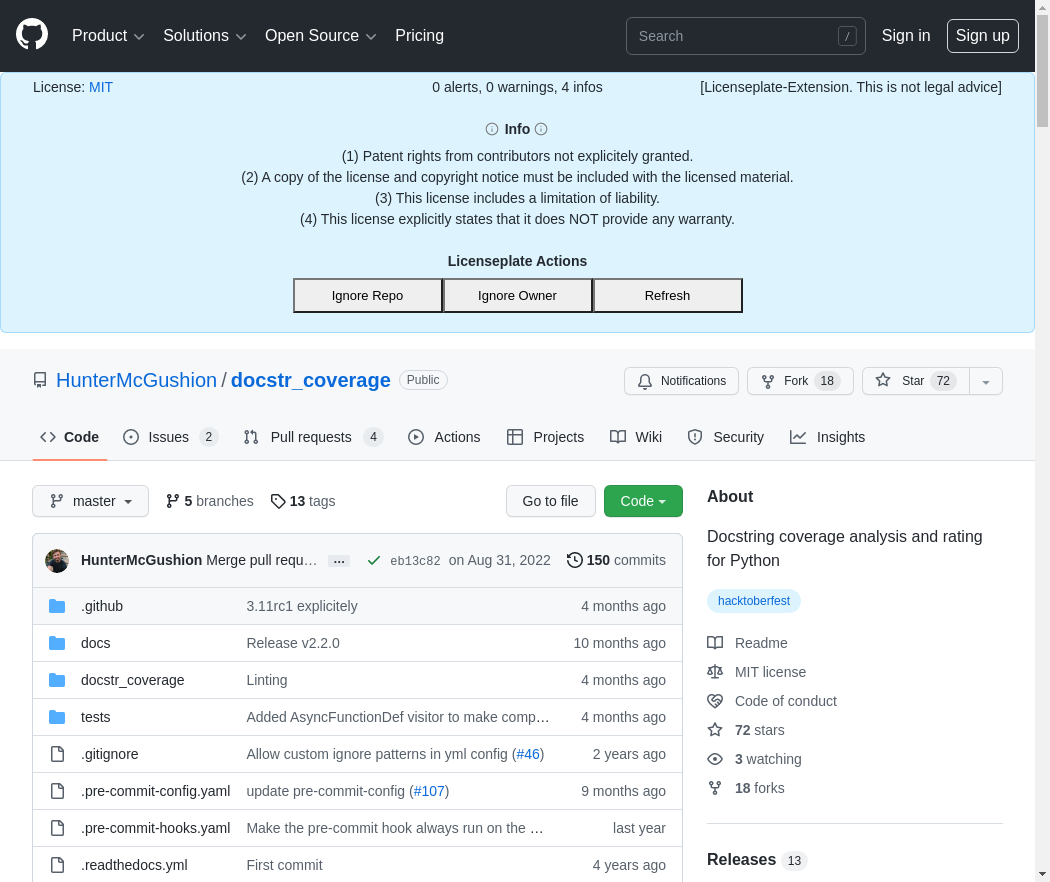 Product Solutions Open Source Pricing Search / Sign in Sign up
License: MIT 0 alerts, 0 warnings, 4 infos [Licenseplate-Extension. This is not legal advice]
Info
(1) Patent rights from contributors not explicitly granted.
(2) A copy of the license and copyright notice must be included with the licensed material.
(3) This license includes a limitation of liability.
(4) This license explicitly states that it does NOT provide any warranty.
Licenseplate Actions
Ignore Repo Ignore Owner Refresh
HunterMcGushion / docstr_coverage Public Notifications Fork 18 Star 72
Code Issues 2 Pull requests 4 Actions Projects Wiki Security Insights
master 5 branches 13 tags Go to file Code
HunterMcGushion Merge pull requ… … eb13c82 on Aug 31, 2022 150 commits
.github 3.11rc1 explicitly 4 months ago
docs Release v2.2.0 10 months ago
docstr_coverage Linting 4 months ago
tests Added AsyncFunctionDef visitor to make comp… 4 months ago
.gitignore Allow custom ignore patterns in yml config (#46) 2 years ago
.pre-commit-config.yaml update pre-commit-config (#107) 9 months ago
.pre-commit-hooks.yaml Make the pre-commit hook always run on the … last year
.readthedocs.yml First commit 4 years ago
About
Docstring coverage analysis and rating
for Python
hacktoberfest
Readme
MIT license
Code of conduct
72 stars
3 watching
18 forks
Releases 13